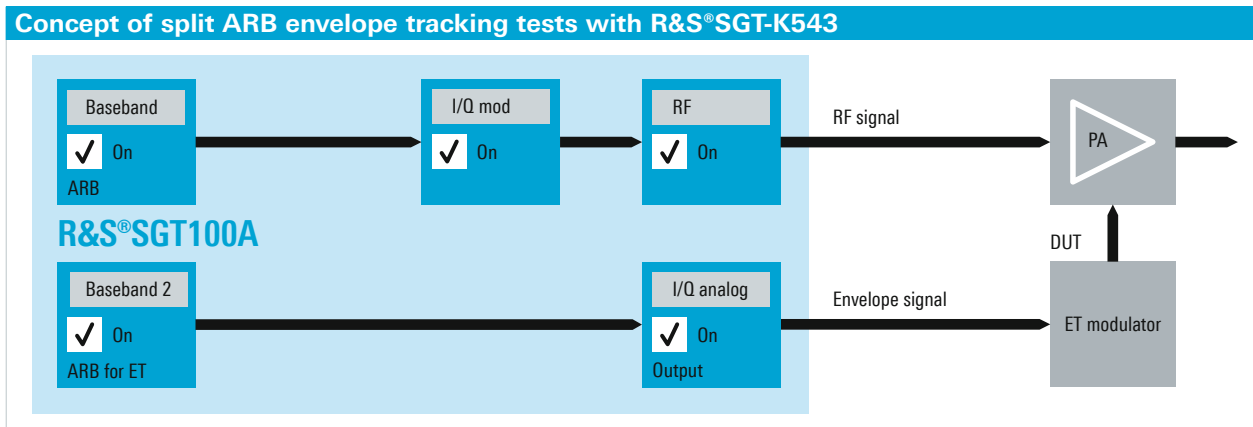 Concept of split ARB envelope tracking tests with R&S®SGT-K543
Baseband
On
ARB
I/Q mod
On
RF
On
RF signal
PA
R&S®SGT100A
DUT
Baseband 2
On
ARB for ET
I/Q analog
On
Output
Envelope signal
ET modulator